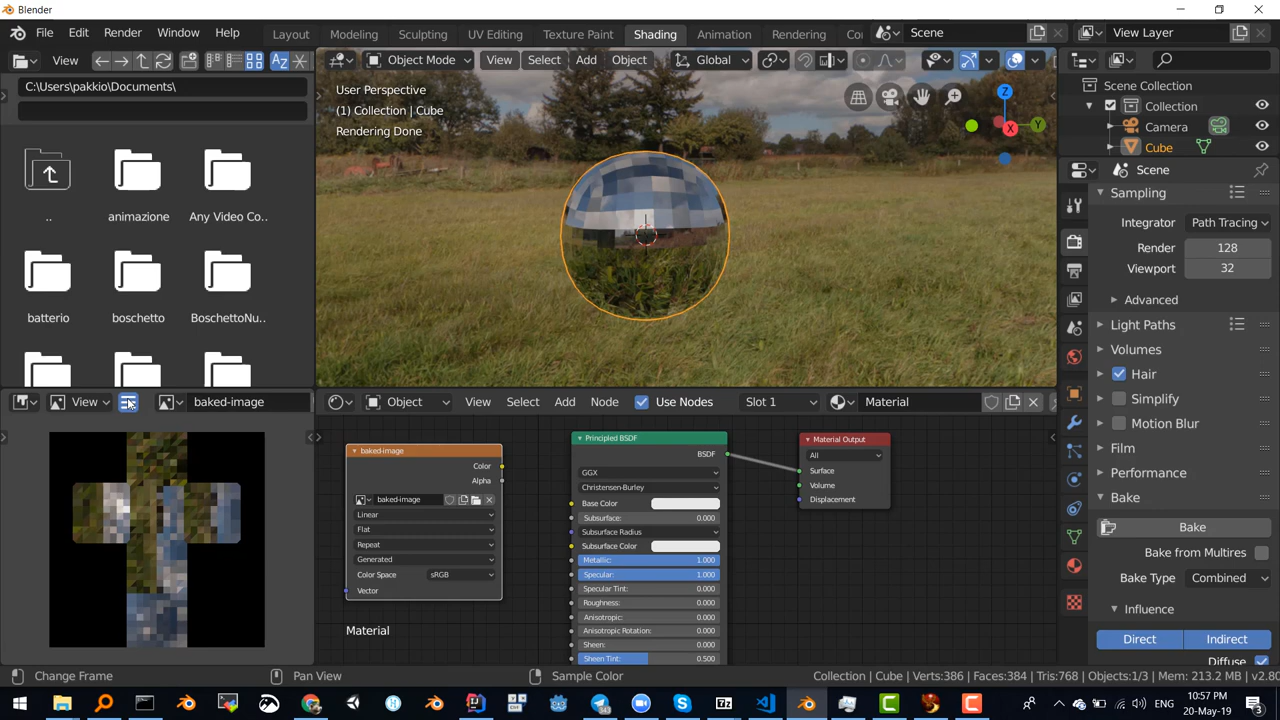 Blender
File Edit Render Window Help
Layout Modeling Sculpting UV Editing Texture Paint Shading Animation Rendering Co
Scene
View Layer
View
C:\Users\pakkio\Documents\
..
animazione
Any Video Co...
batterio
boschetto
BoschettoNu..
Object Mode View Select Add Object Global
User Perspective
(1) Collection | Cube
Rendering Done
Z
X
Y
Scene Collection
Collection
Camera
Cube
Scene
Sampling
Integrator Path Tracing
Render 128
Viewport 32
Advanced
Light Paths
Volumes
Hair
Simplify
Motion Blur
Film
Performance
Bake
Bake
Bake from Multires
Bake Type Combined
Influence
Direct Indirect
Diffuse
View baked-image
Object View Select Add Node Use Nodes Slot 1 Material
baked-image
Color
Alpha
baked-image
Linear
Flat
Repeat
Generated
Color Space sRGB
Vector
Material
Principled BSDF
BSDF
GGX
Christensen-Burley
Base Color
Subsurface: 0.000
Subsurface Radius
Subsurface Color
Metallic: 1.000
Specular: 1.000
Specular Tint: 0.000
Roughness: 0.000
Anisotropic: 0.000
Anisotropic Rotation: 0.000
Sheen: 0.000
Sheen Tint: 0.500
Material Output
All
Surface
Volume
Displacement
Change Frame Pan View Sample Color
Collection | Cube | Verts:386 | Faces:384 | Tris:768 | Objects:1/3 | Mem: 213.2 MB | v2.80
10:57 PM
20-May-19
3